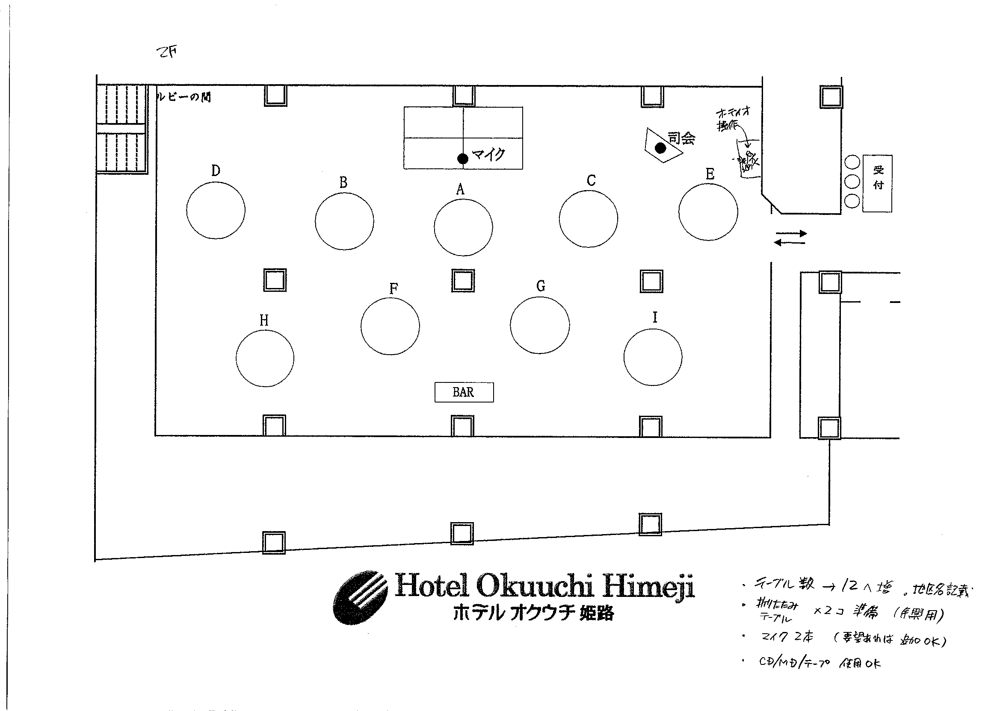 2F
ルビーの間
オーディオ
操作
司会
マイク
受
付
D
B
A
C
E
F
G
H
I
BAR
Hotel Okuuchi Himeji
ホテル オクウチ 姫路
・ テーブル数 → 12へ増 。地区名記載
・ 折りたたみ
テーブル ×2コ 準備 (余興用)
・ マイク 2本 (要望あれば 追加OK)
・ CD/MD/テープ 使用OK